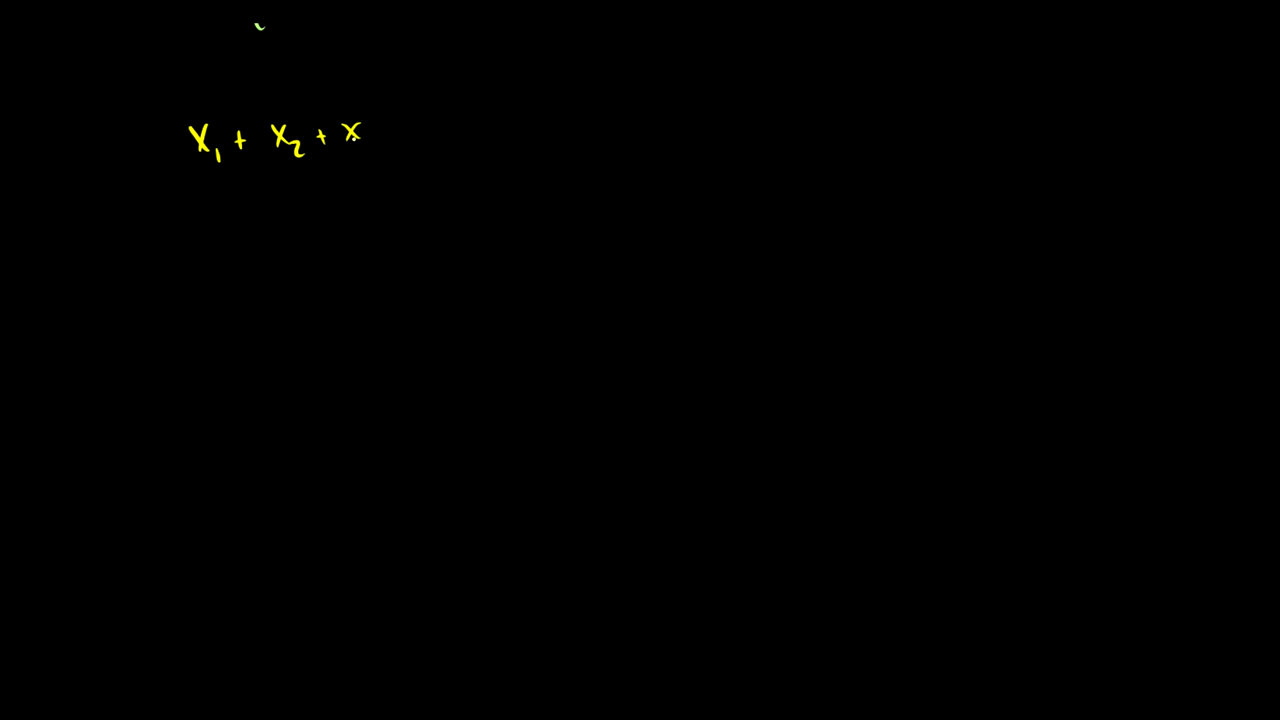 x₁ + x₂ + x